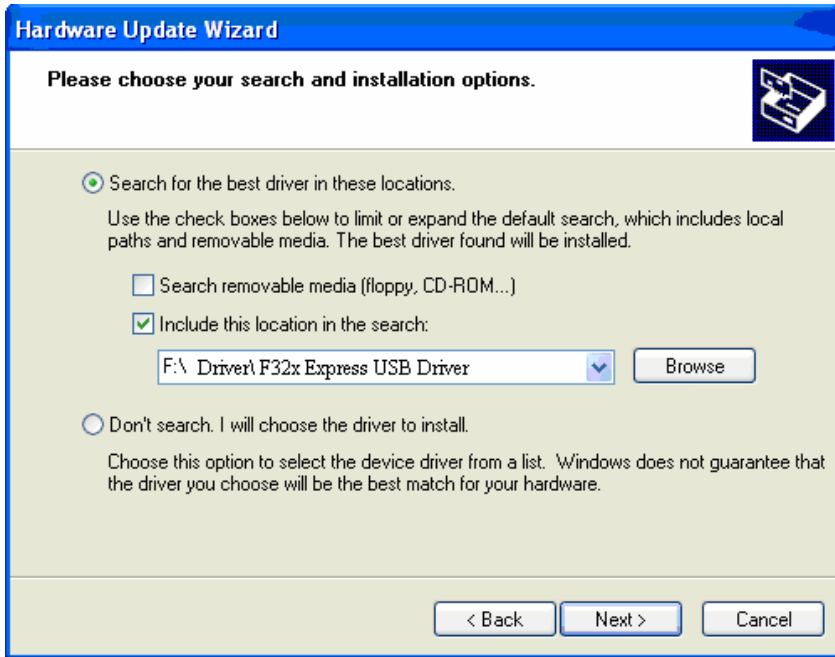 Hardware Update Wizard
Please choose your search and installation options.
Search for the best driver in these locations.
Use the check boxes below to limit or expand the default search, which includes local
paths and removable media. The best driver found will be installed.
Search removable media (floppy, CD-ROM...)
Include this location in the search:
F:\ Driver\ F32x Express USB Driver
Browse
Don't search. I will choose the driver to install.
Choose this option to select the device driver from a list. Windows does not guarantee that
the driver you choose will be the best match for your hardware.
< Back
Next >
Cancel